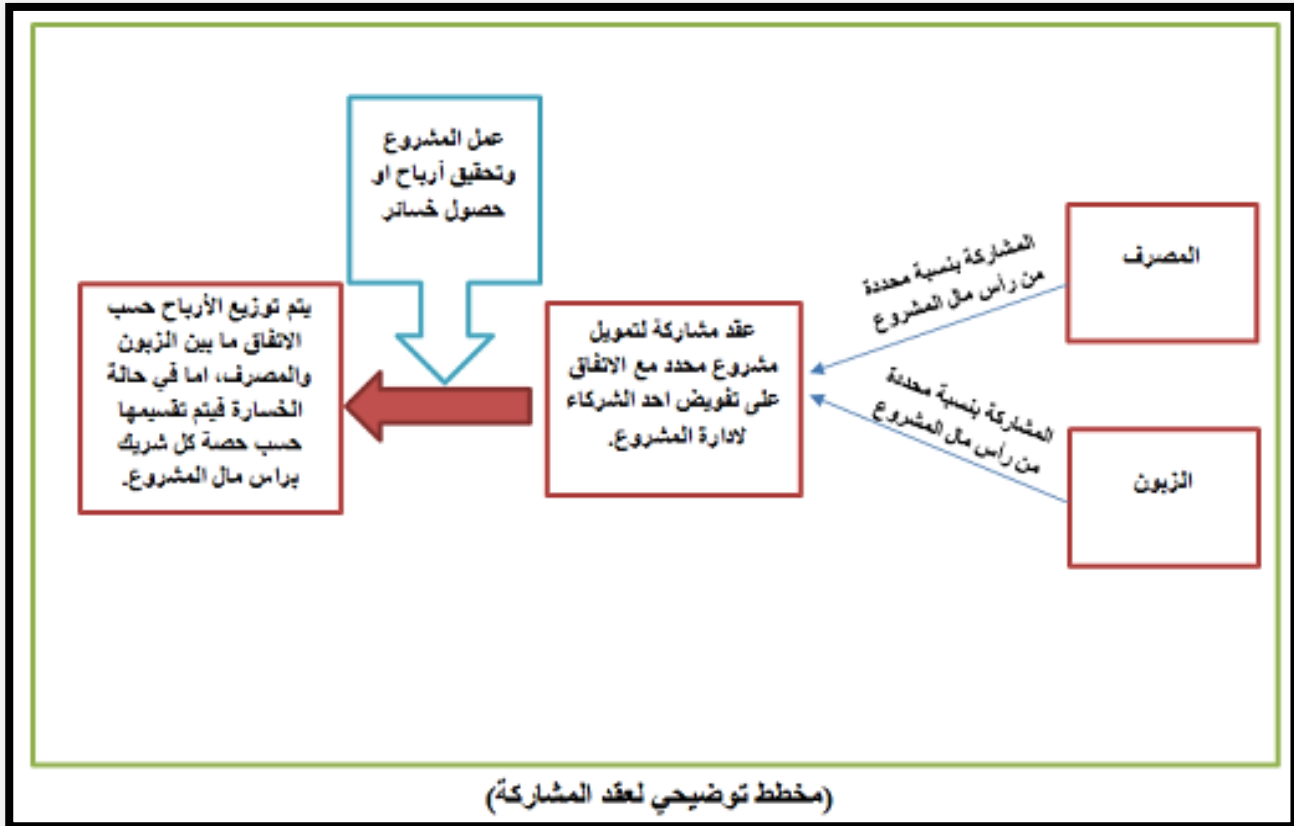 عمل المشروع
وتحقيق أرباح او
حصول خسائر
المصرف
المشاركة بنسبة محددة
من رأس مال المشروع
الزبون
المشاركة بنسبة محددة
من رأس مال المشروع
عقد مشاركة لتمويل
مشروع محدد مع الاتفاق
على تفويض احد الشركاء
لادارة المشروع.
يتم توزيع الأرباح حسب
الاتفاق ما بين الزبون
والمصرف، اما في حالة
الخسارة فيتم تقسيمها
حسب حصة كل شريك
براس مال المشروع.
(مخطط توضيحي لعقد المشاركة)